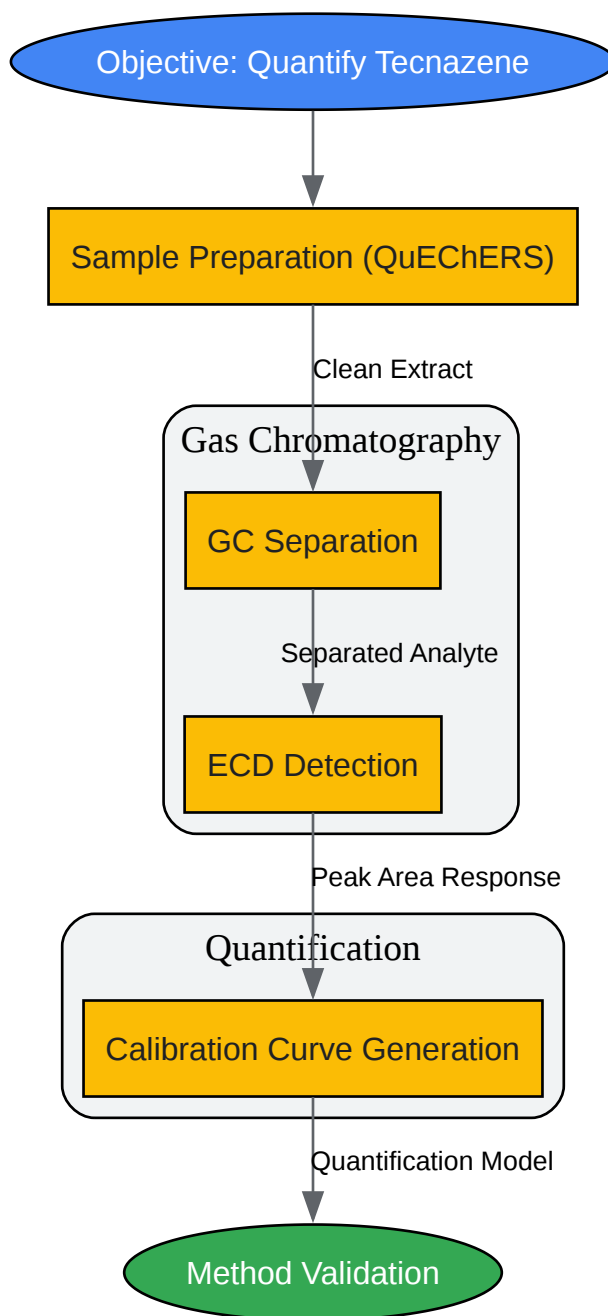 Objective: Quantify Tecnazene
Sample Preparation (QuEChERS)
Clean Extract
Gas Chromatography
GC Separation
Separated Analyte
ECD Detection
Peak Area Response
Quantification
Calibration Curve Generation
Quantification Model
Method Validation